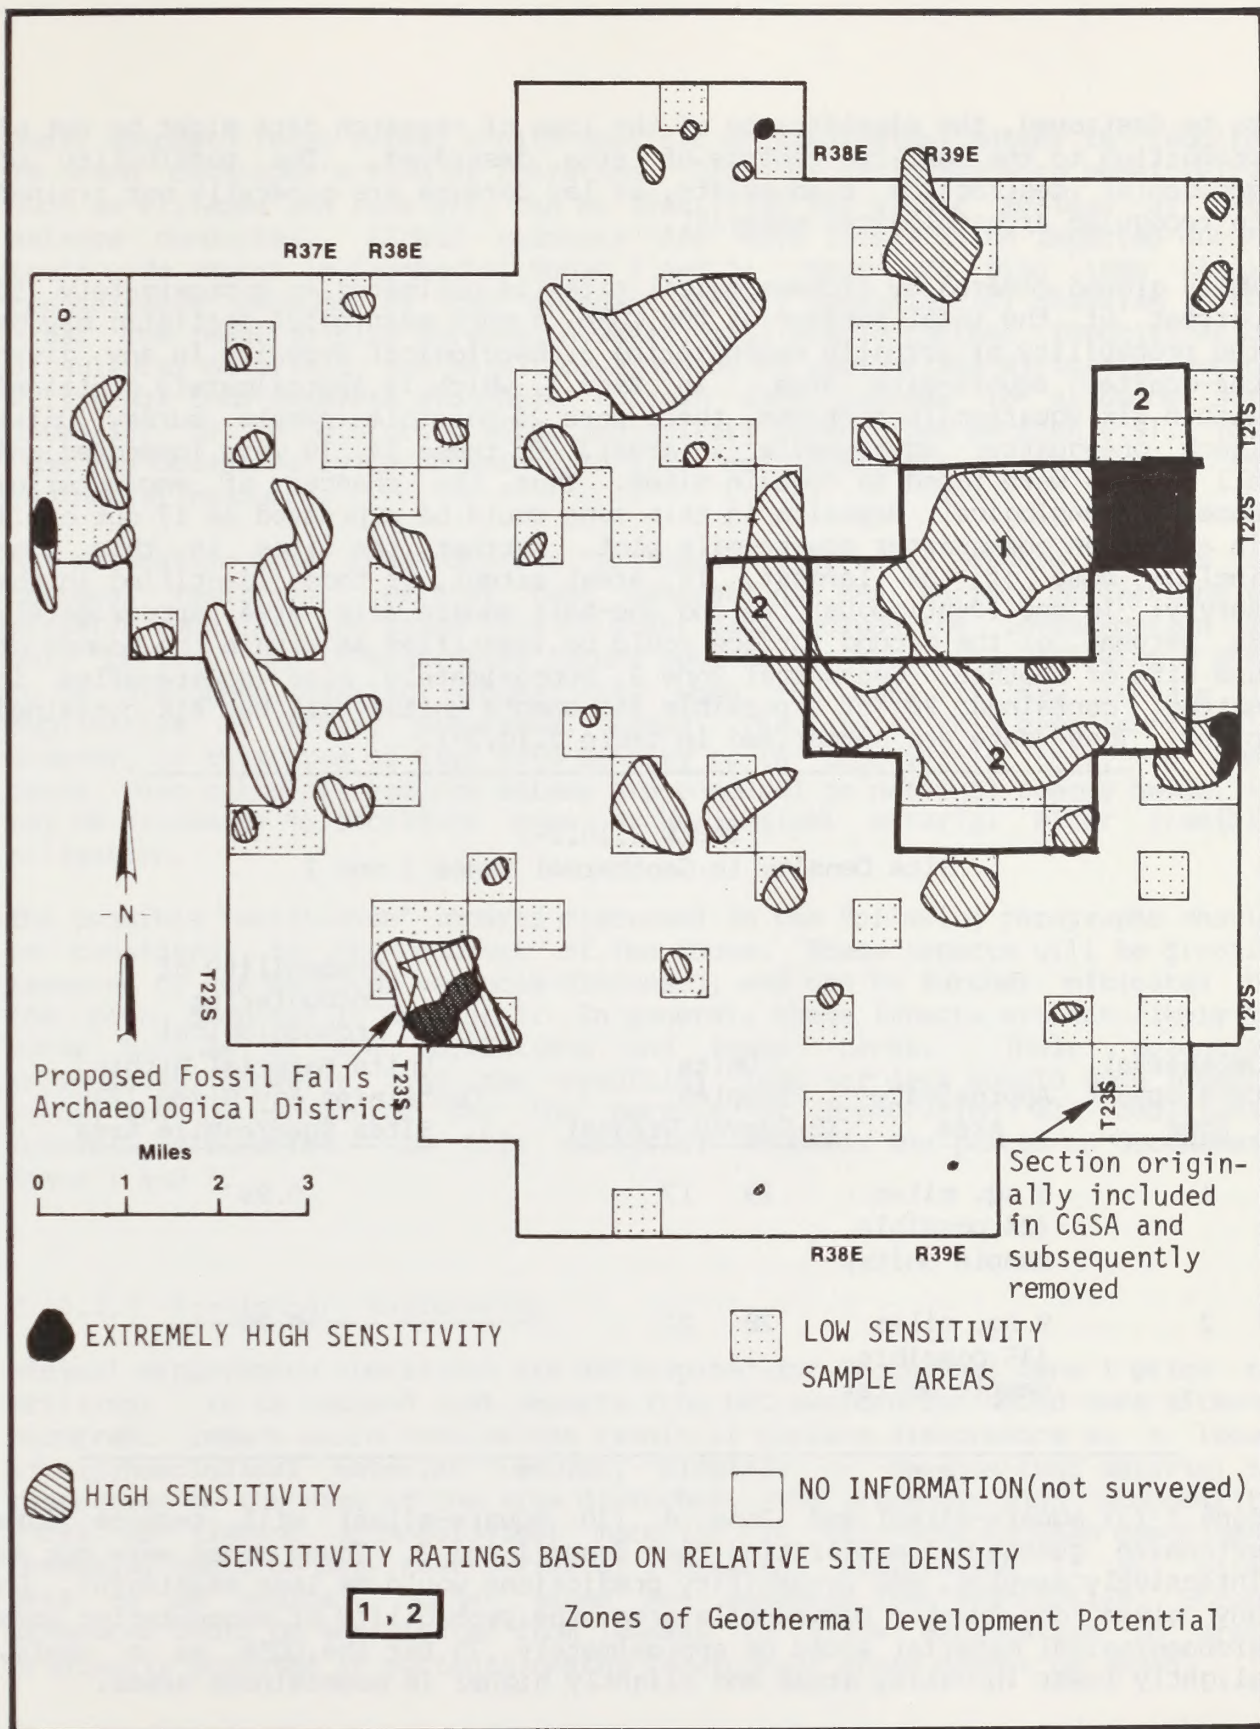 R38E R39E
R37E R38E
2
T21S
T22S
1
2
2
N
T22S
T22S
Proposed Fossil Falls
Archaeological District
T23S
T23S
Miles
0 1 2 3
Section origin-
ally included
in CGSA and
subsequently
removed
R38E R39E
EXTREMELY HIGH SENSITIVITY
LOW SENSITIVITY
SAMPLE AREAS
HIGH SENSITIVITY
NO INFORMATION(not surveyed)
SENSITIVITY RATINGS BASED ON RELATIVE SITE DENSITY
1, 2 Zones of Geothermal Development Potential